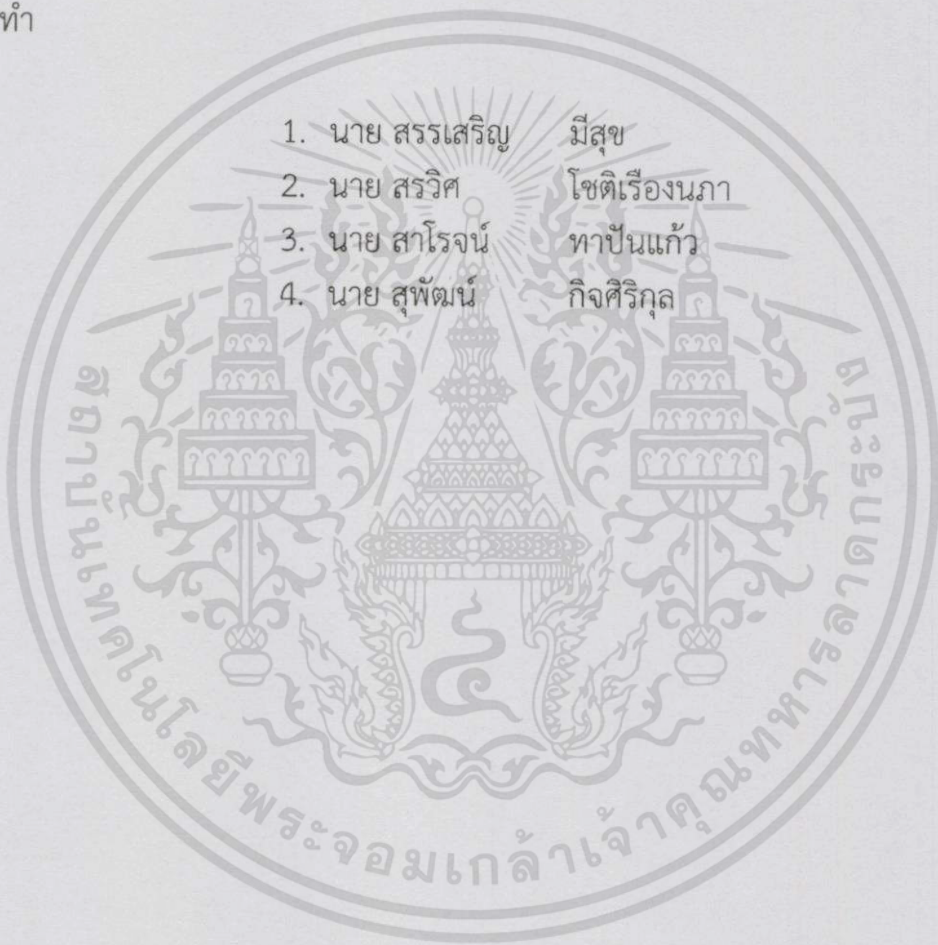 ทำ
1. นาย สรรเสริญ มีสุข
2. นาย สรวิศ โชติเรืองนภา
3. นาย สาโรจน์ ทาปันแก้ว
4. นาย สุพัฒน์ กิจศิริกุล
๔
สถาบันเทคโนโลยีพระจอมเกล้าเจ้าคุณทหารลาดกระบัง